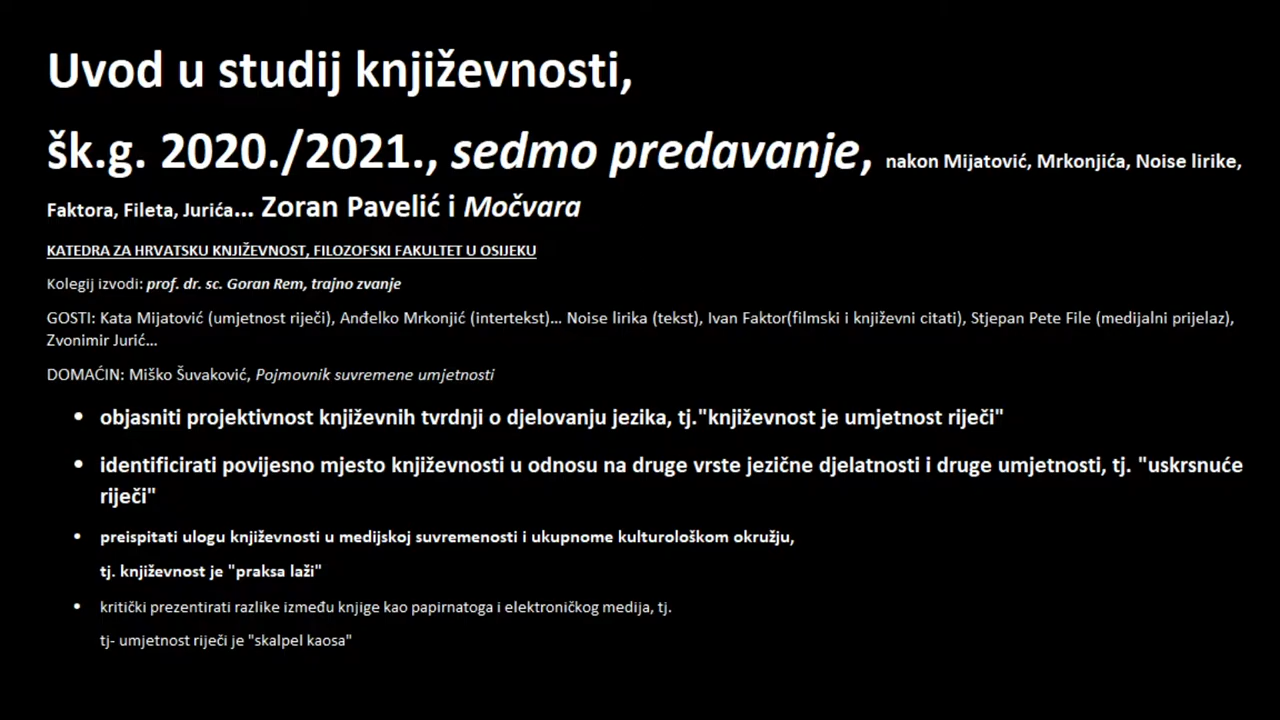 Uvod u studij književnosti,
šk.g. 2020./2021., sedmo predavanje, nakon Mijatović, Mrkonjića, Noise lirike,
Faktora, Fileta, Jurića... Zoran Pavelić i Močvara
KATEDRA ZA HRVATSKU KNJIŽEVNOST, FILOZOFSKI FAKULTET U OSIJEKU
Kolegij izvodi: prof. dr. sc. Goran Rem, trajno zvanje
GOSTI: Kata Mijatović (umjetnost riječi), Anđelko Mrkonjić (intertekst)... Noise lirika (tekst), Ivan Faktor(filmski i književni citati), Stjepan Pete File (medijalni prijelaz),
Zvonimir Jurić...
DOMAĆIN: Miško Šuvaković, Pojmovnik suvremene umjetnosti
• objasniti projektivnost književnih tvrdnji o djelovanju jezika, tj."književnost je umjetnost riječi"
• identificirati povijesno mjesto književnosti u odnosu na druge vrste jezične djelatnosti i druge umjetnosti, tj. "uskrsnuće
riječi"
• preispitati ulogu književnosti u medijskoj suvremenosti i ukupnome kulturološkom okružju,
tj. književnost je "praksa laži"
• kritički prezentirati razlike između knjige kao papirnatoga i elektroničkog medija, tj.
tj- umjetnost riječi je "skalpel kaosa"